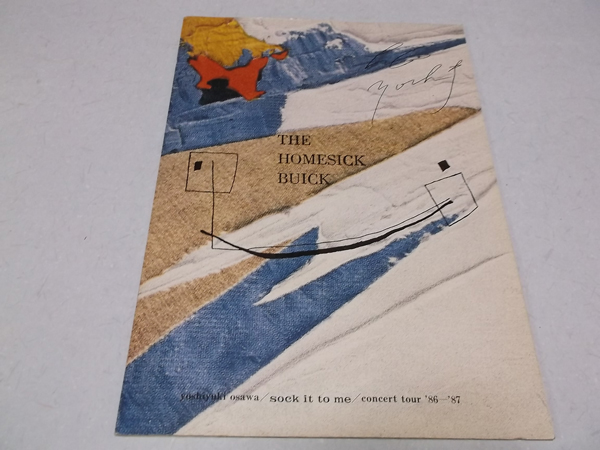 THE
HOMESICK
BUICK
yoshiyuki osawa/sock it to me/concert tour '86—'87